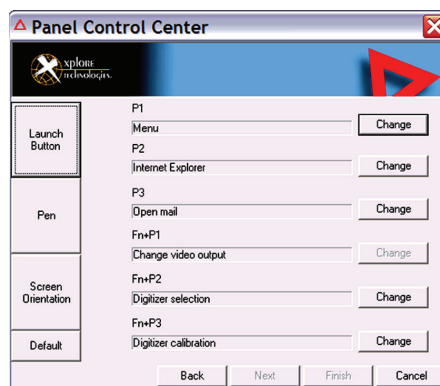 Panel Control Center
xplore
technologies.
Launch
Button
Pen
Screen
Orientation
Default
P1
Menu
Change
P2
Internet Explorer
Change
P3
Open mail
Change
Fn+P1
Change video output
Change
Fn+P2
Digitizer selection
Change
Fn+P3
Digitizer calibration
Change
Back
Next
Finish
Cancel